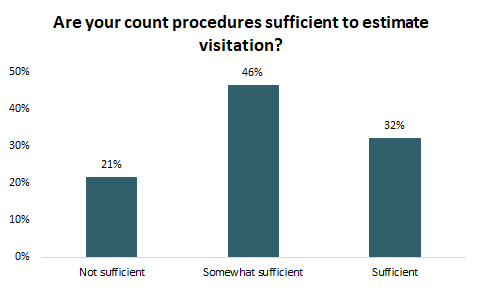 Are your count procedures sufficient to estimate
visitation?
50%
46%
40%
32%
30%
21%
20%
10%
0%
Not sufficient
Somewhat sufficient
Sufficient